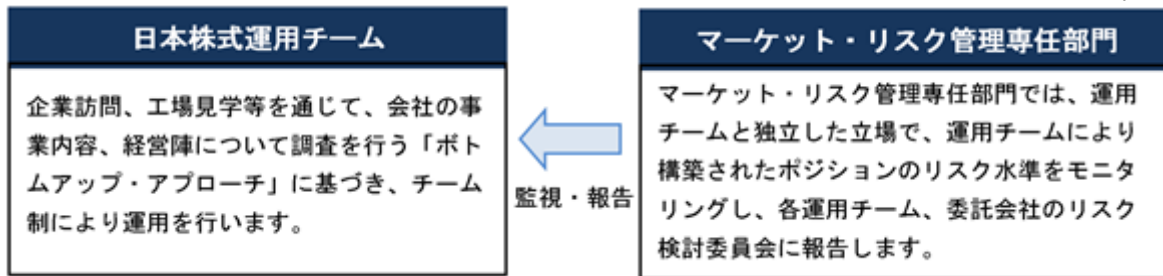 日本株式運用チーム
企業訪問、工場見学等を通じて、会社の事
業内容、経営陣について調査を行う「ボト
ムアップ・アプローチ」に基づき、チーム
制により運用を行います。
監視・報告
マーケット・リスク管理専任部門
マーケット・リスク管理専任部門では、運用
チームと独立した立場で、運用チームにより
構築されたポジションのリスク水準をモニタ
リングし、各運用チーム、委託会社のリスク
検討委員会に報告します。